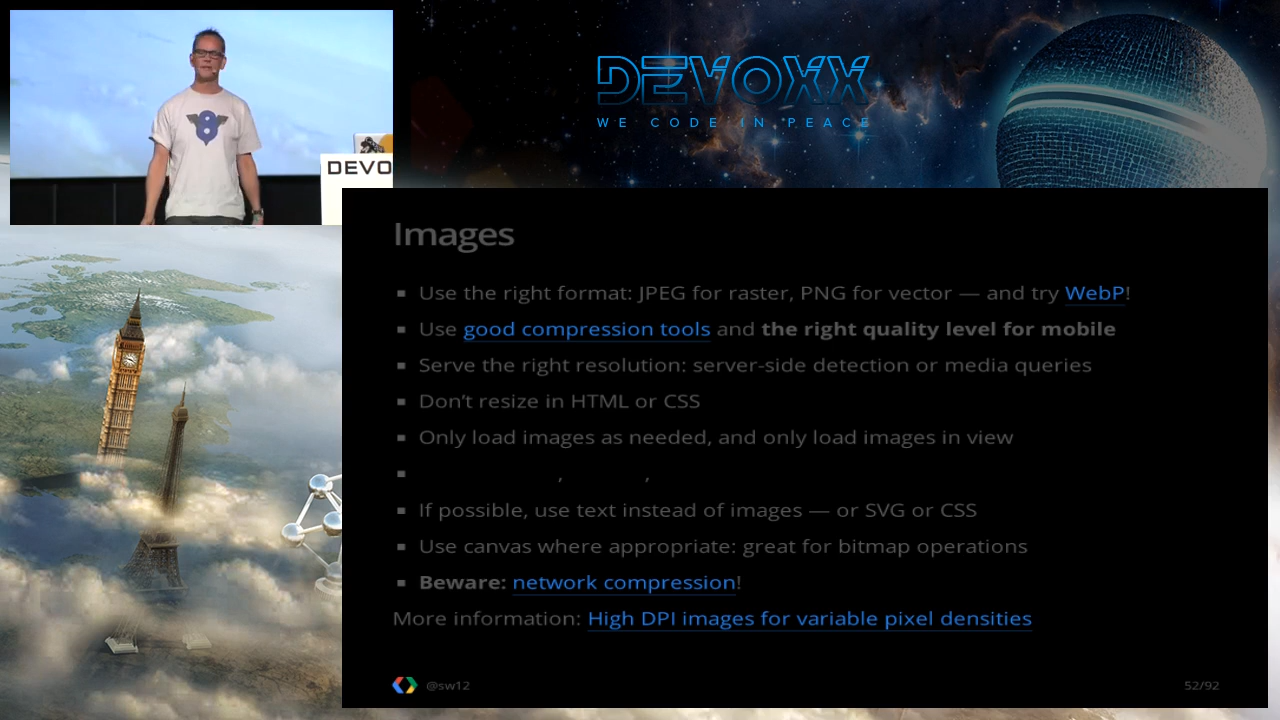 DEVOXX
WE CODE IN PEACE
DEVO
Images
▪ Use the right format: JPEG for raster, PNG for vector — and try WebP!
▪ Use good compression tools and the right quality level for mobile
▪ Serve the right resolution: server-side detection or media queries
▪ Don't resize in HTML or CSS
▪ Only load images as needed, and only load images in view
▪ , ,
▪ If possible, use text instead of images — or SVG or CSS
▪ Use canvas where appropriate: great for bitmap operations
▪ Beware: network compression!
More information: High DPI images for variable pixel densities
@sw12
52/92